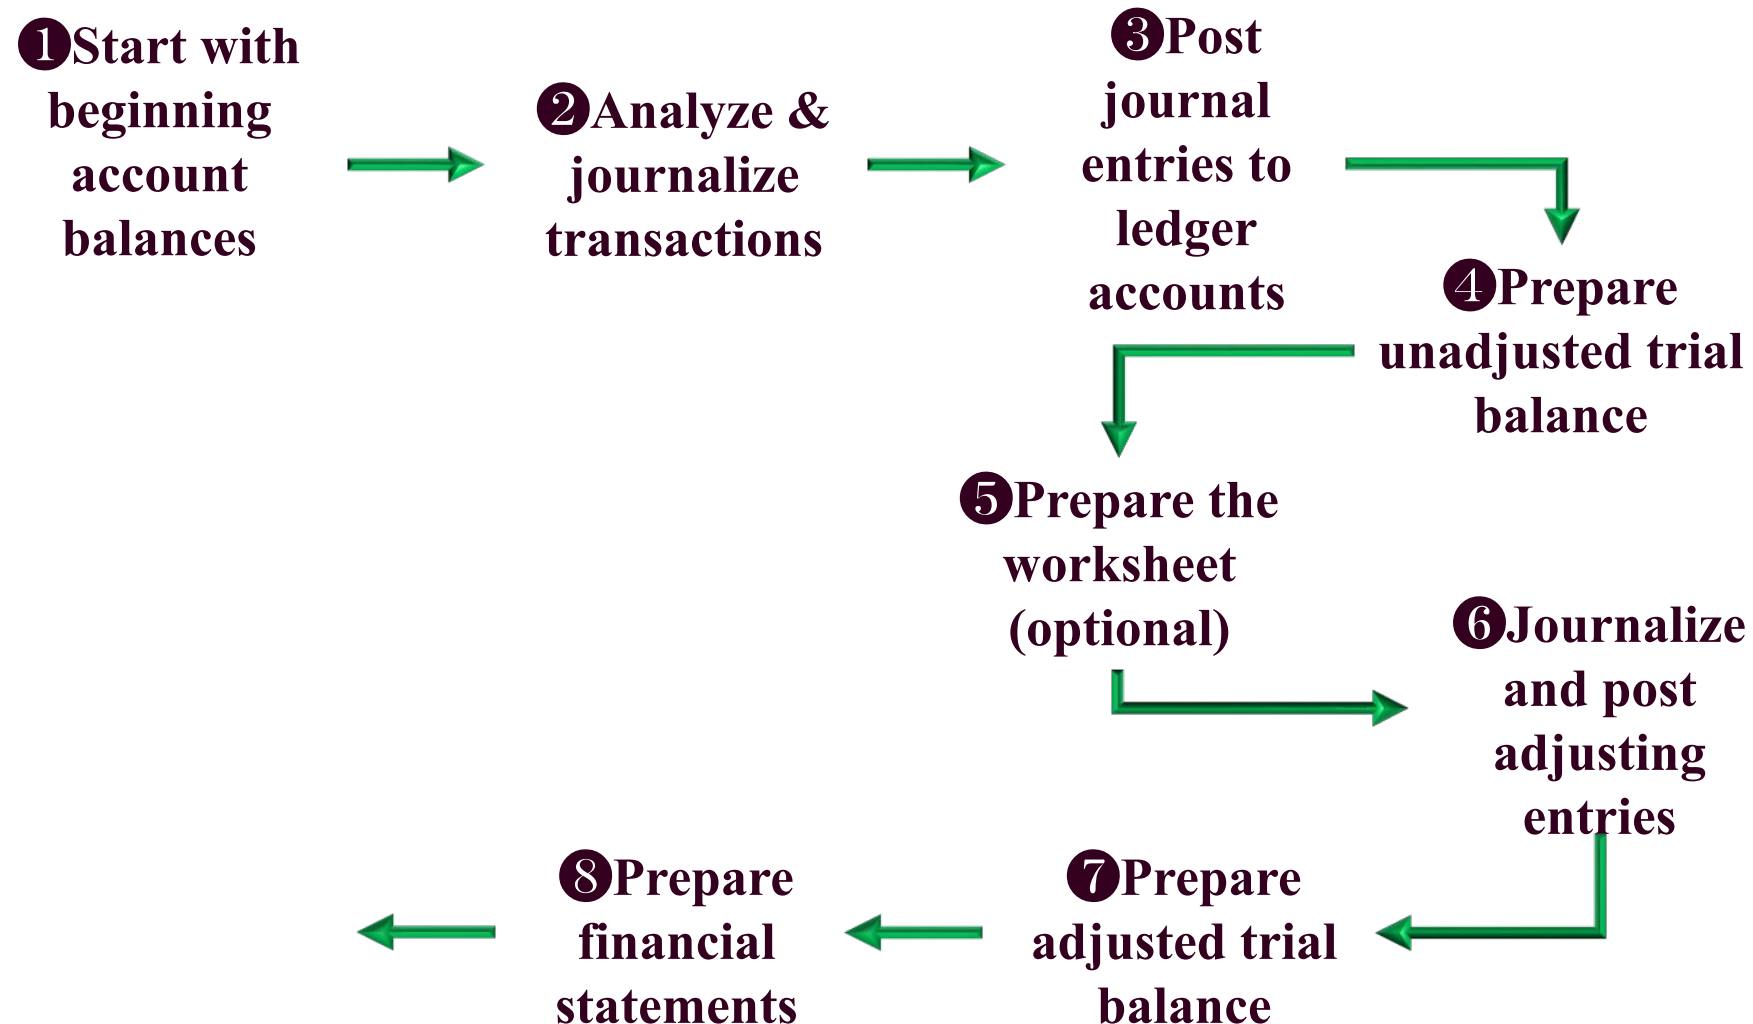 ❶Start with
beginning
account
balances
❷Analyze &
journalize
transactions
❸Post
journal
entries to
ledger
accounts
❹Prepare
unadjusted trial
balance
❺Prepare the
worksheet
(optional)
❻Journalize
and post
adjusting
entries
❼Prepare
adjusted trial
balance
❽Prepare
financial
statements